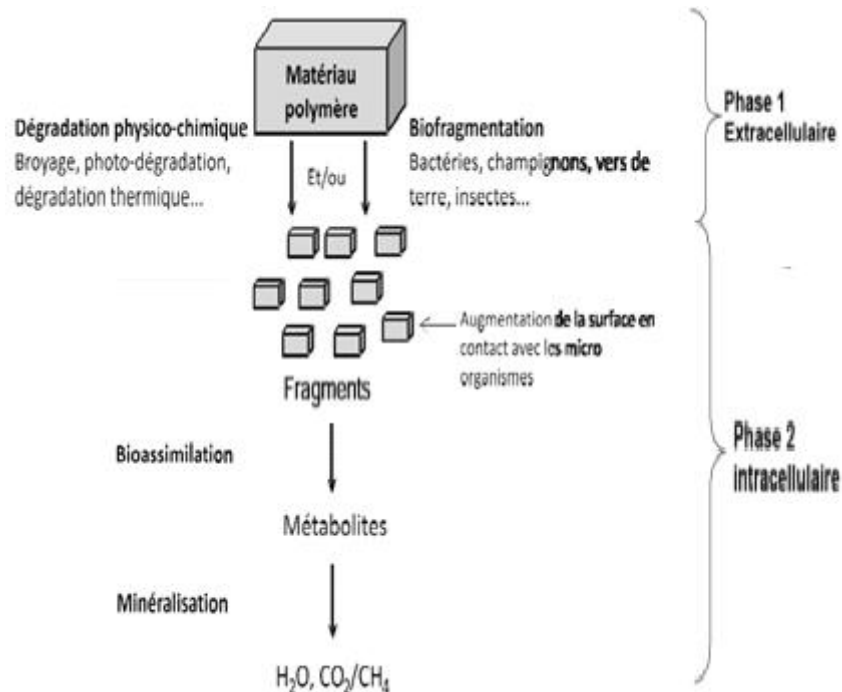 Matériau
polymère
Dégradation physico-chimique
Broyage, photo-dégradation,
dégradation thermique...
Et/ou
Biofragmentation
Bactéries, champignons, vers de
terre, insectes...
Phase 1
Extracellulaire
Augmentation de la surface en
contact avec les micro
organismes
Fragments
Bioassimilation
Métabolites
Minéralisation
H₂O, CO₂/CH₄
Phase 2
intracellulaire